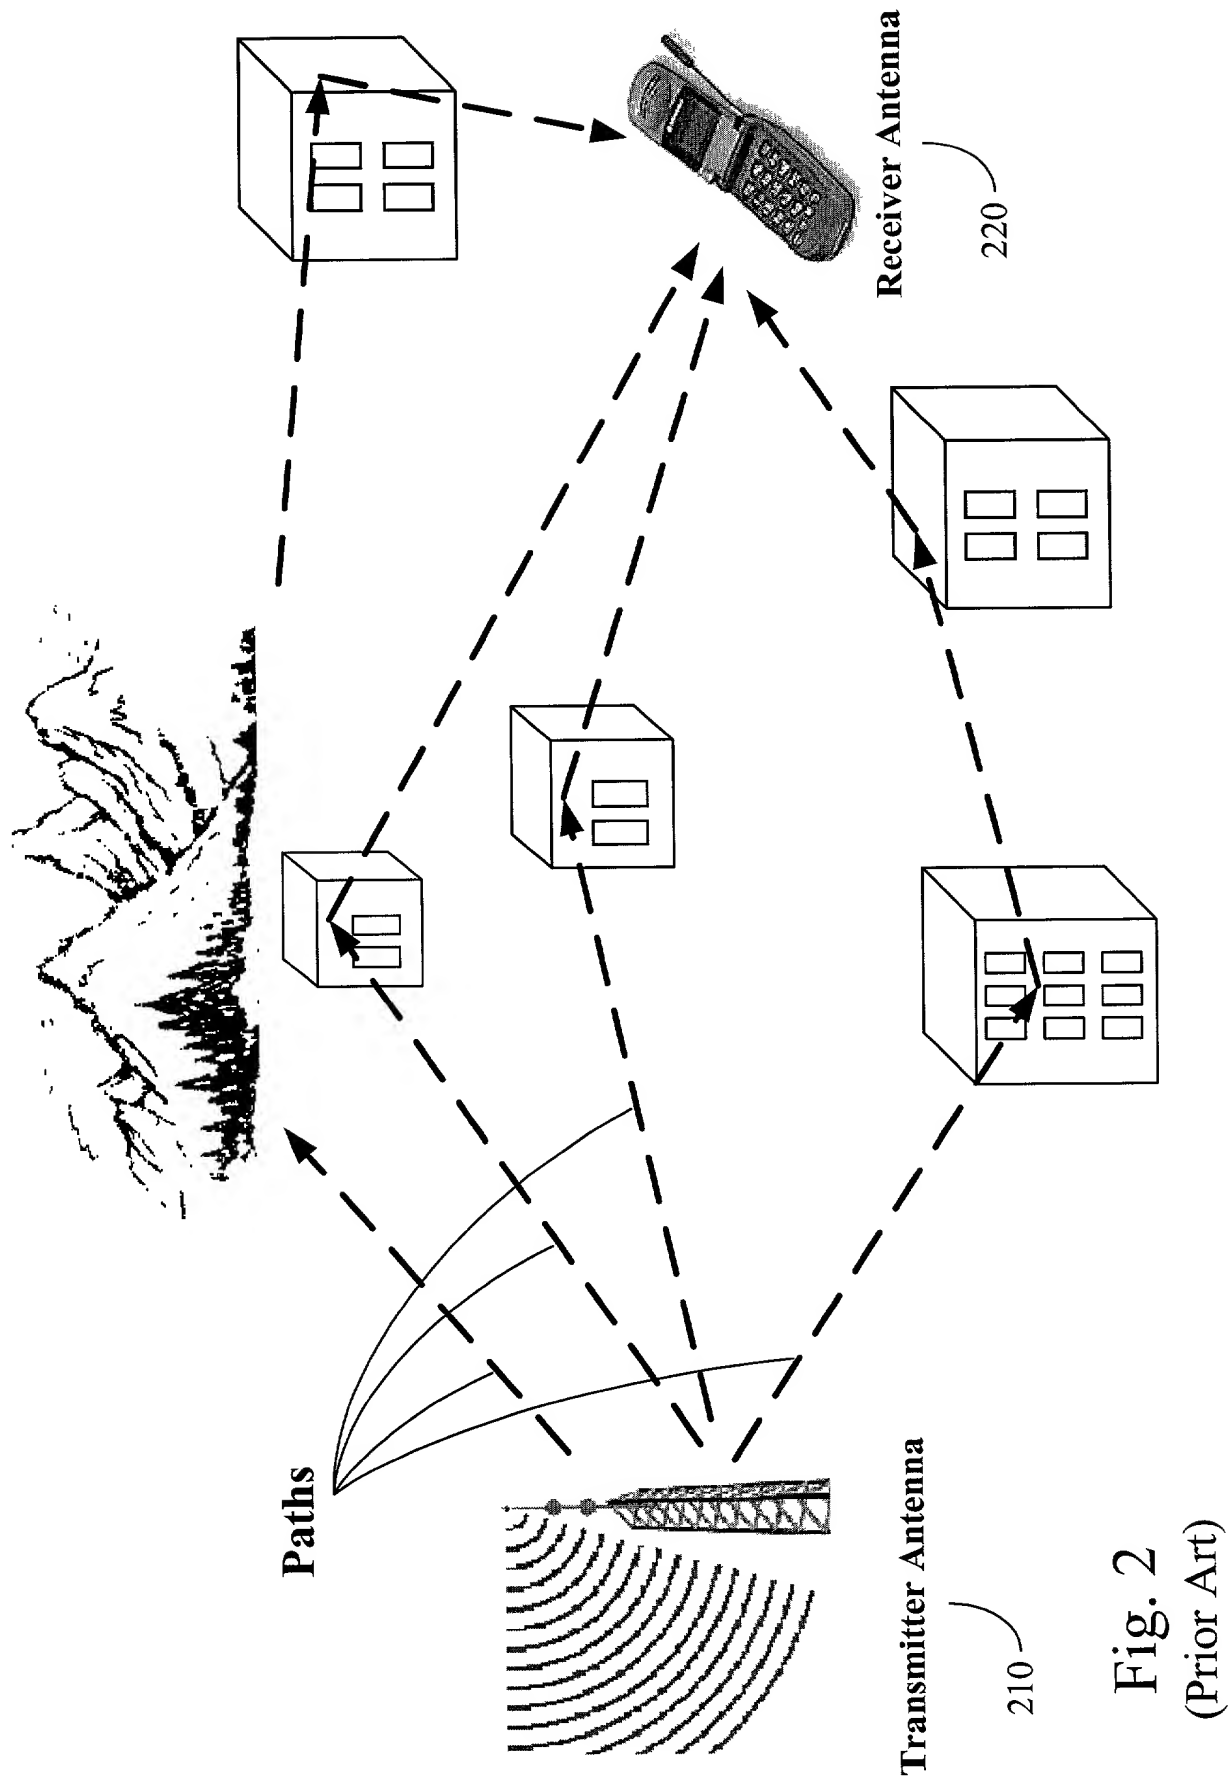 Paths
Transmitter Antenna
210
Receiver Antenna
220
Fig. 2
(Prior Art)